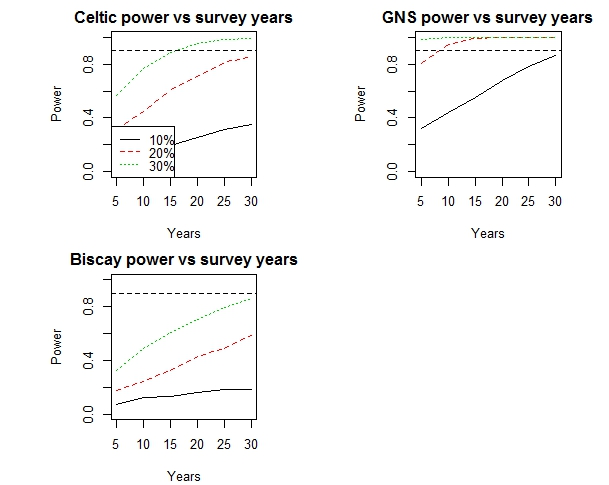 Celtic power vs survey years
Power
0.0 0.4 0.8
10%
20%
30%
5 10 15 20 25 30
Years
GNS power vs survey years
Power
0.0 0.4 0.8
5 10 15 20 25 30
Years
Biscay power vs survey years
Power
0.0 0.4 0.8
5 10 15 20 25 30
Years